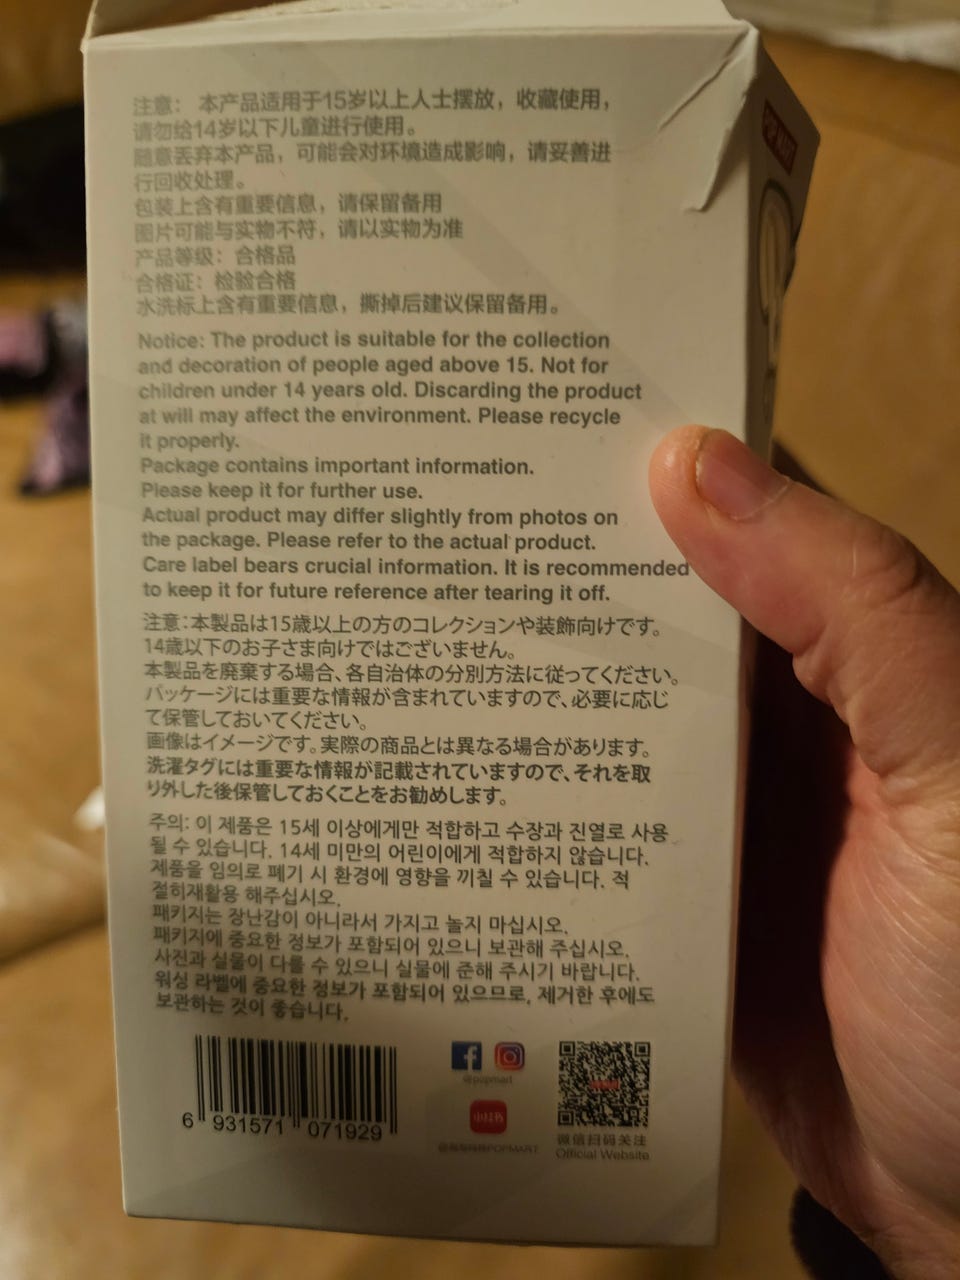 注意： 本产品适用于15岁以上人士摆放，收藏使用，
请勿给14岁以下儿童进行使用。
随意丢弃本产品，可能会对环境造成影响，请妥善进
行回收处理。
包装上含有重要信息，请保留备用
图片可能与实物不符，请以实物为准
产品等级：合格品
合格证：检验合格
水洗标上含有重要信息，撕掉后建议保留备用。
Notice: The product is suitable for the collection
and decoration of people aged above 15. Not for
children under 14 years old. Discarding the product
at will may affect the environment. Please recycle
it properly.
Package contains important information.
Please keep it for further use.
Actual product may differ slightly from photos on
the package. Please refer to the actual product.
Care label bears crucial information. It is recommended
to keep it for future reference after tearing it off.
注意：本製品は15歳以上の方のコレクションや装飾向けです。
14歳以下のお子さま向けではございません。
本製品を廃棄する場合、各自治体の分別方法に従ってください。
パッケージには重要な情報が含まれていますので、必要に応じ
て保管しておいてください。
画像はイメージです。実際の商品とは異なる場合があります。
洗濯タグには重要な情報が記載されていますので、それを取
り外した後保管しておくことをお勧めします。
주의: 이 제품은 15세 이상에게만 적합하고 수장과 진열로 사용
될 수 있습니다. 14세 미만의 어린이에게 적합하지 않습니다.
제품을 임의로 폐기 시 환경에 영향을 끼칠 수 있습니다. 적
절히재활용 해주십시오.
패키지는 장난감이 아니라서 가지고 놀지 마십시오.
패키지에 중요한 정보가 포함되어 있으니 보관해 주십시오.
사진과 실물이 다를 수 있으니 실물에 준해 주시기 바랍니다.
워싱 라벨에 중요한 정보가 포함되어 있으므로, 제거한 후에도
보관하는 것이 좋습니다.
6 931571 071929
@popmart
小红书
POPMART
微信扫码关注
Official Website
POP MART